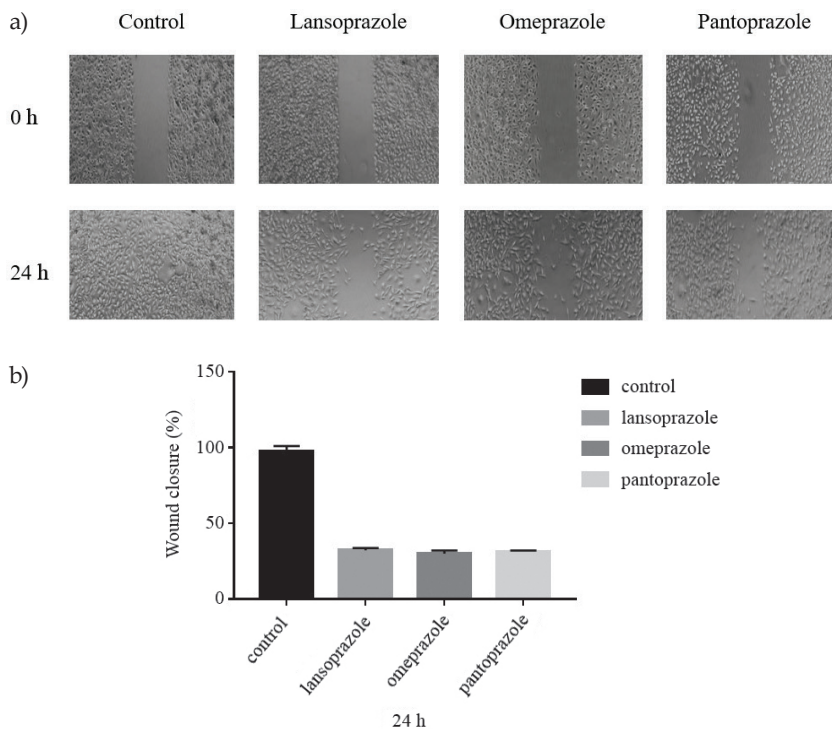 a)
Control Lansoprazole Omeprazole Pantoprazole
0 h
24 h
b)
150
100
50
0
Wound closure (%)
control
lansoprazole
omeprazole
pantoprazole
24 h
control
lansoprazole
omeprazole
pantoprazole